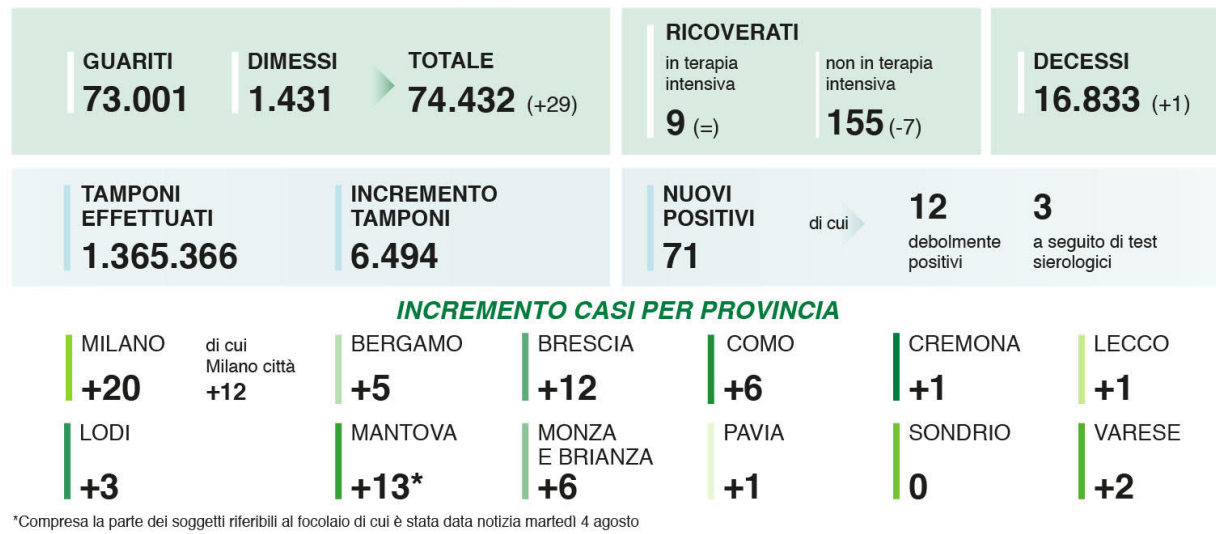 GUARITI
73.001
DIMESSI
1.431
TOTALE
74.432 (+29)
RICOVERATI
in terapia
intensiva
9 (=)
non in terapia
intensiva
155 (-7)
DECESSI
16.833 (+1)
TAMPONI
EFFETTUATI
1.365.366
INCREMENTO
TAMPONI
6.494
NUOVI
POSITIVI
71
di cui
12
debolmente
positivi
3
a seguito di test
sierologici
INCREMENTO CASI PER PROVINCIA
MILANO
+20
di cui
Milano città
+12
BERGAMO
+5
BRESCIA
+12
COMO
+6
CREMONA
+1
LECCO
+1
LODI
+3
MANTOVA
+13*
MONZA
E BRIANZA
+6
PAVIA
+1
SONDRIO
0
VARESE
+2
*Compresa la parte dei soggetti riferibili al focolaio di cui è stata data notizia martedì 4 agosto